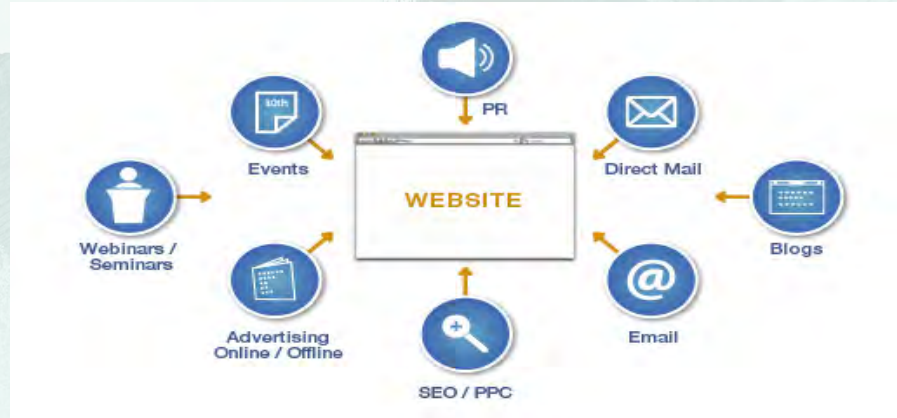 PR
Events
Direct Mail
WEBSITE
Webinars /
Seminars
Blogs
Advertising
Online / Offline
Email
SEO / PPC